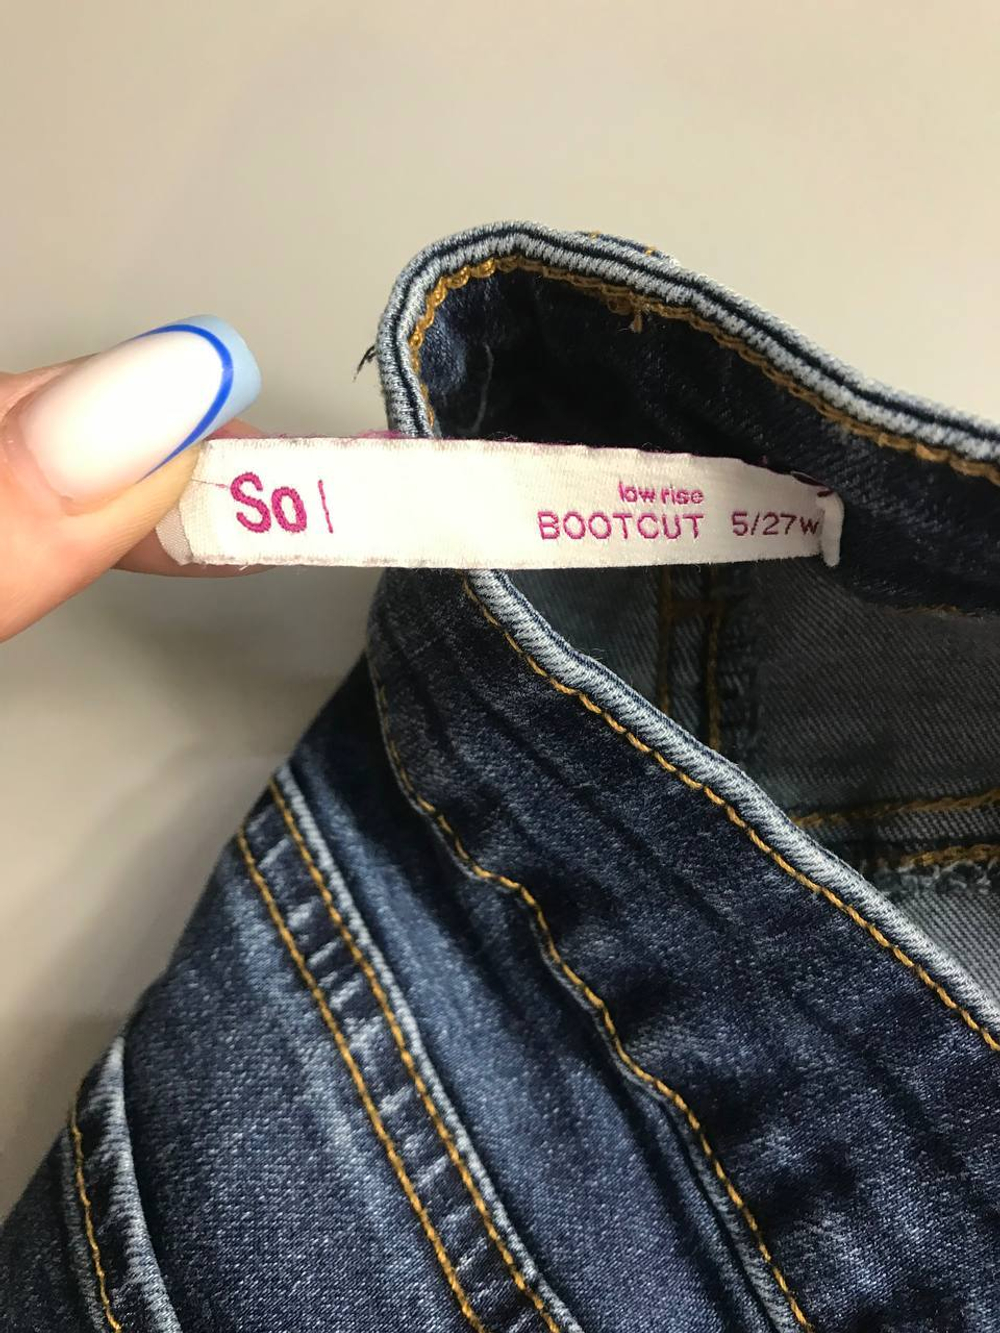 So |
low rise
BOOTCUT 5/27W